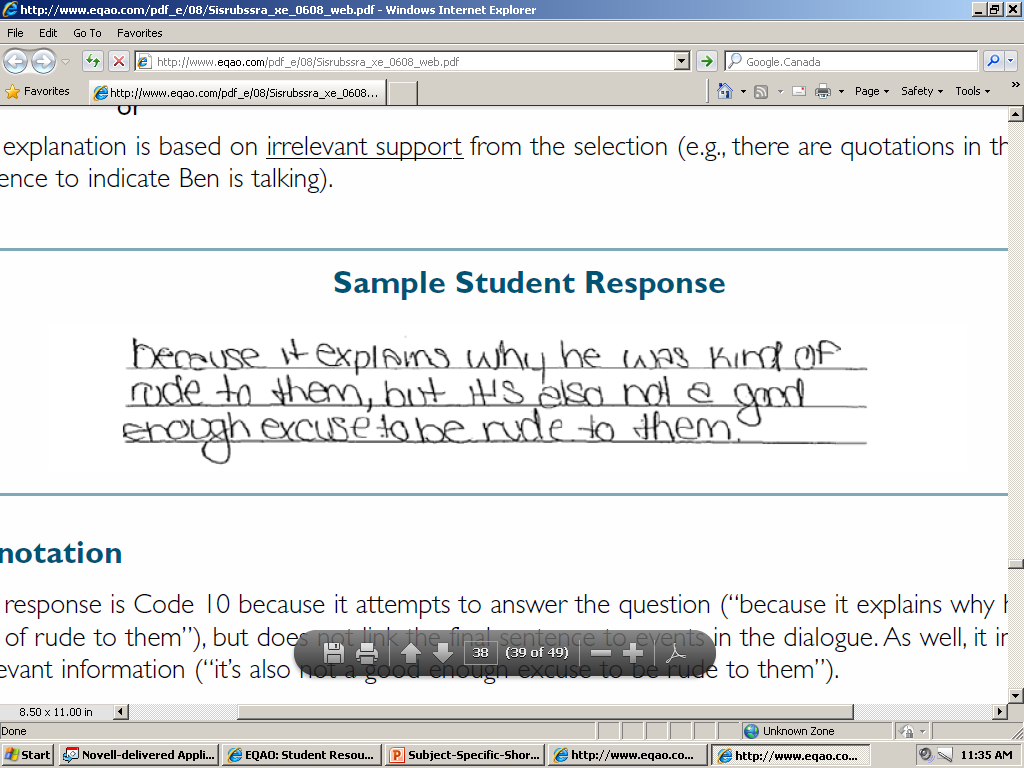 http://www.eqao.com/pdf_e/08/Sisrubssra_xe_0608_web.pdf - Windows Internet Explorer
File Edit Go To Favorites
http://www.eqao.com/pdf_e/08/Sisrubssra_xe_0608_web.pdf Google.Canada
Favorites http://www.eqao.com/pdf_e/08/Sisrubssra_xe_0608... Page Safety Tools »
or
explanation is based on irrelevant support from the selection (e.g., there are quotations in th
ence to indicate Ben is talking).
Sample Student Response
because it explains why he was kind of
rude to them, but it's also not a good
enough excuse to be rude to them.
notation
response is Code 10 because it attempts to answer the question (“because it explains why h
of rude to them”), but does not link the final sentence to events in the dialogue. As well, it in
evant information (“it’s also not a good enough excuse to be rude to them”).
38 (39 of 49)
8.50 x 11.00 in
Done Unknown Zone
Start Novell-delivered Appli... EQAO: Student Resou... Subject-Specific-Shor... http://www.eqao.co... http://www.eqao.co... 11:35 AM